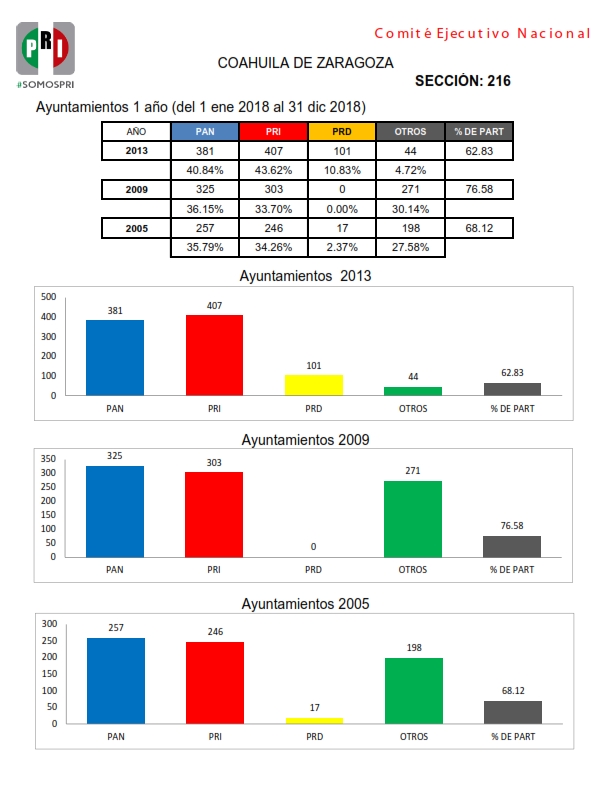 PRI
#SOMOSPRI
Comité Ejecutivo Nacional
COAHUILA DE ZARAGOZA
SECCIÓN: 216
Ayuntamientos 1 año (del 1 ene 2018 al 31 dic 2018)
AÑO PAN PRI PRD OTROS % DE PART
2013 381 407 101 44 62.83
40.84% 43.62% 10.83% 4.72%
2009 325 303 0 271 76.58
36.15% 33.70% 0.00% 30.14%
2005 257 246 17 198 68.12
35.79% 34.26% 2.37% 27.58%
Ayuntamientos 2013
500
400
300
200
100
0
381 407 101 44 62.83
PAN PRI PRD OTROS % DE PART
Ayuntamientos 2009
350
300
250
200
150
100
50
0
325 303 0 271 76.58
PAN PRI PRD OTROS % DE PART
Ayuntamientos 2005
300
250
200
150
100
50
0
257 246 17 198 68.12
PAN PRI PRD OTROS % DE PART